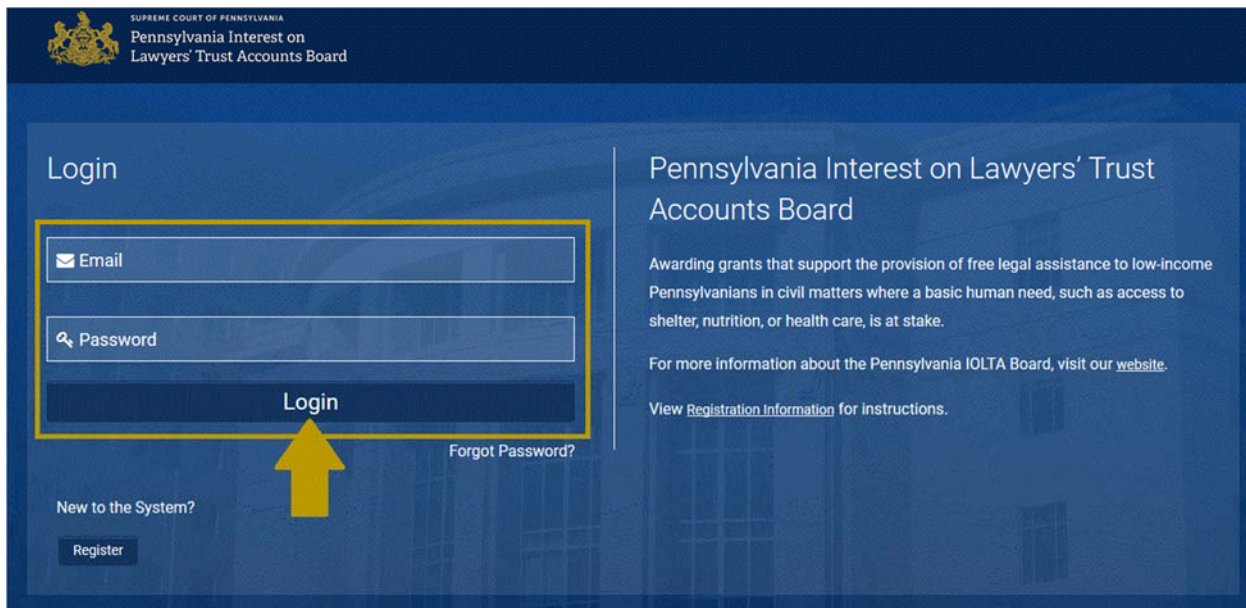 SUPREME COURT OF PENNSYLVANIA
Pennsylvania Interest on
Lawyers' Trust Accounts Board
Login
Email
Password
Login
Forgot Password?
New to the System?
Register
Pennsylvania Interest on Lawyers' Trust
Accounts Board
Awarding grants that support the provision of free legal assistance to low-income
Pennsylvanians in civil matters where a basic human need, such as access to
shelter, nutrition, or health care, is at stake.
For more information about the Pennsylvania IOLTA Board, visit our website.
View Registration Information for instructions.